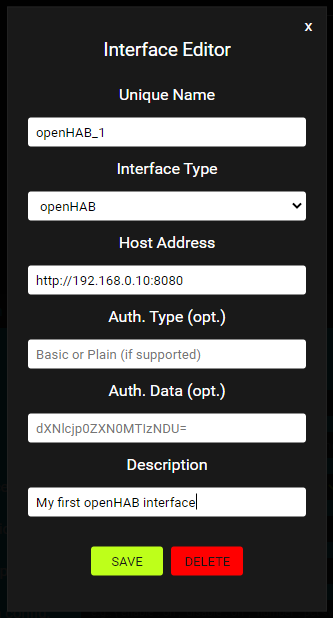 x
Interface Editor
Unique Name
openHAB_1
Interface Type
openHAB
Host Address
http://192.168.0.10:8080
Auth. Type (opt.)
Basic or Plain (if supported)
Auth. Data (opt.)
dXNlcjp0ZXN0MTIzNDU=
Description
My first openHAB interface
SAVE DELETE